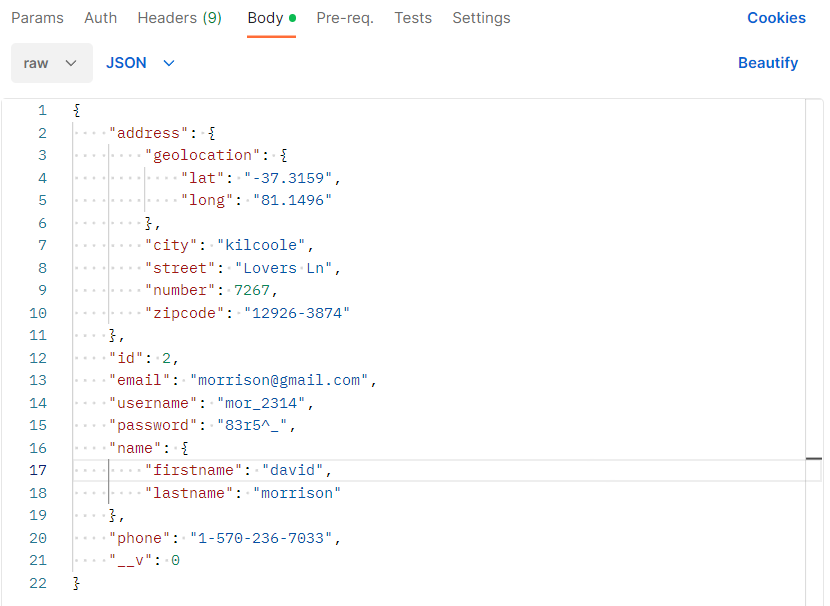 Params Auth Headers (9) Body Pre-req. Tests Settings Cookies
raw JSON Beautify
1 {
2     "address": {
3         "geolocation": {
4             "lat": "-37.3159",
5             "long": "81.1496"
6         },
7         "city": "kilcoole",
8         "street": "Lovers Ln",
9         "number": 7267,
10         "zipcode": "12926-3874"
11     },
12     "id": 2,
13     "email": "morrison@gmail.com",
14     "username": "mor_2314",
15     "password": "83r5^_",
16     "name": {
17         "firstname": "david",
18         "lastname": "morrison"
19     },
20     "phone": "1-570-236-7033",
21     "__v": 0
22 }